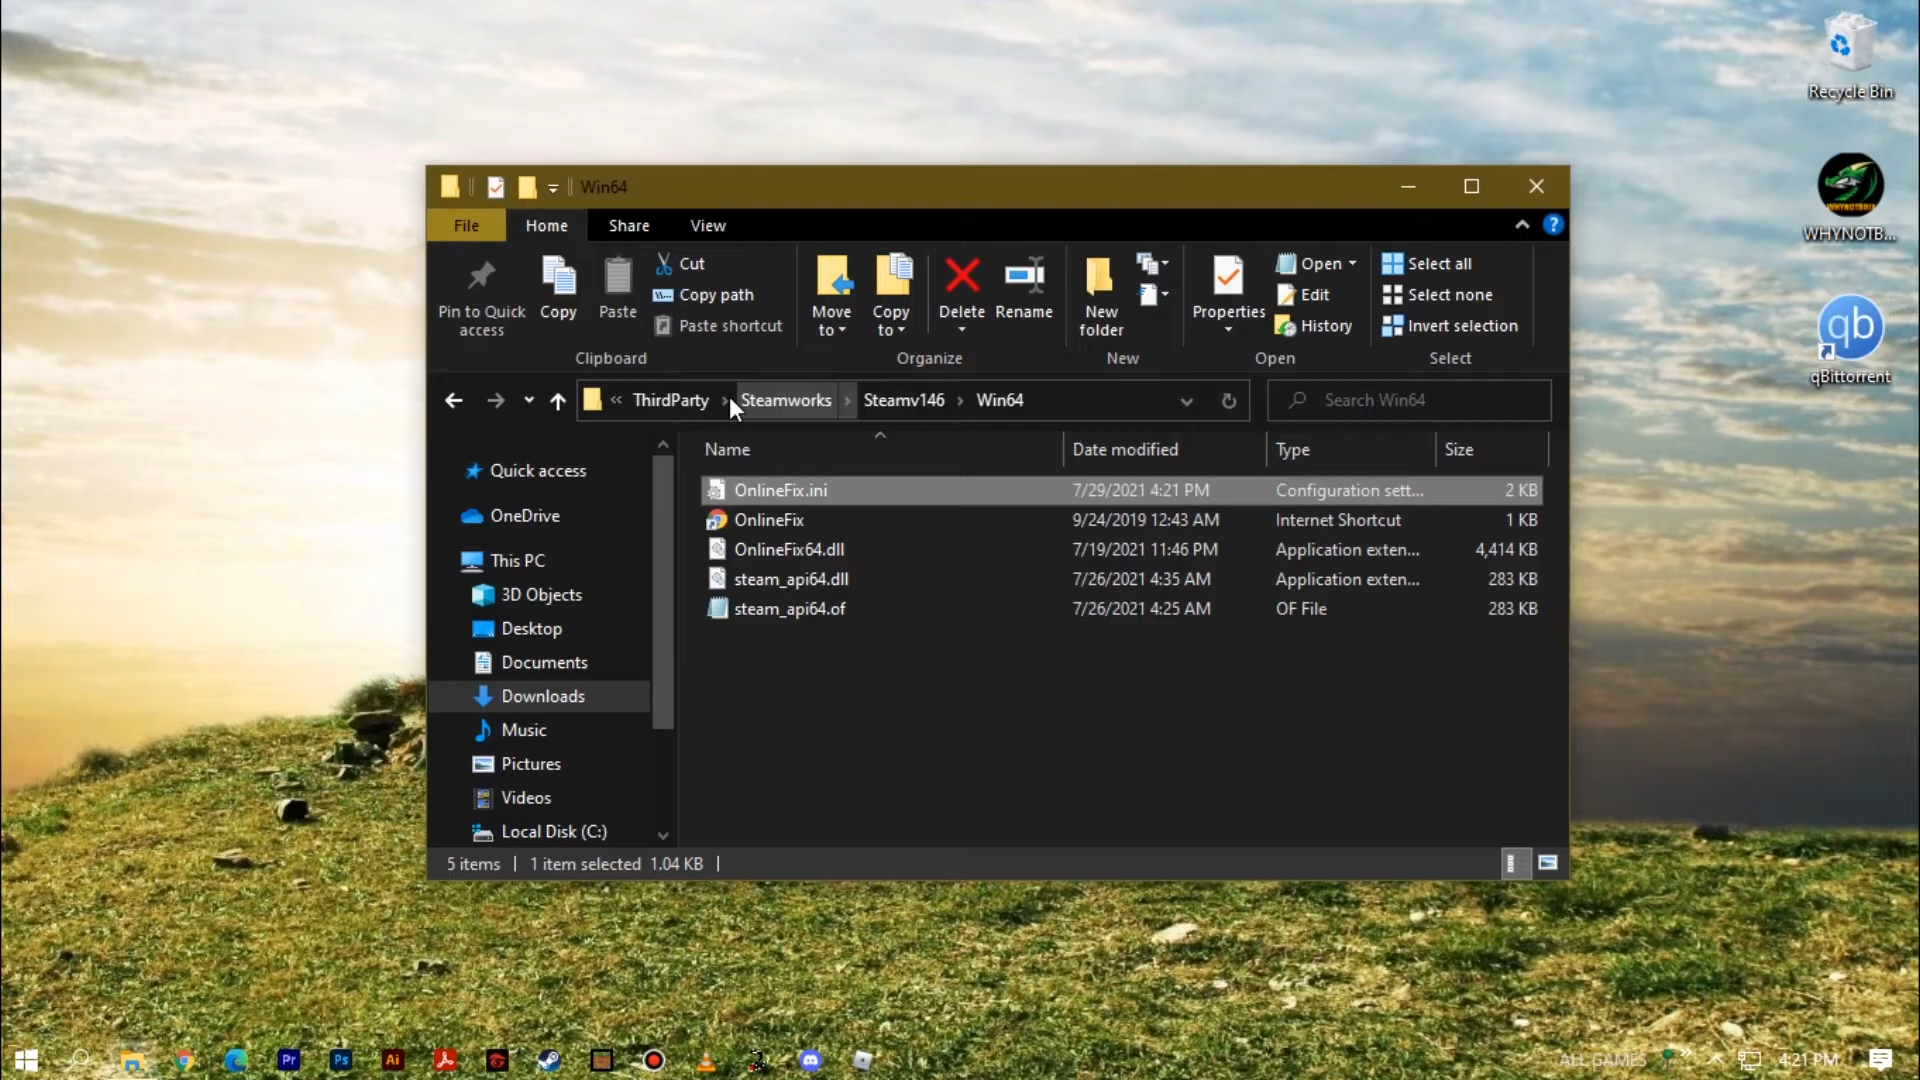 Recycle Bin
WHYNOTB...
qBittorrent
Win64
File Home Share View
Pin to Quick access
Copy
Paste
Cut
Copy path
Paste shortcut
Clipboard
Move to
Copy to
Delete
Rename
Organize
New folder
New
Properties
Open
Edit
History
Open
Select all
Select none
Invert selection
Select
« ThirdParty › Steamworks › Steamv146 › Win64
Search Win64
Quick access
OneDrive
This PC
3D Objects
Desktop
Documents
Downloads
Music
Pictures
Videos
Local Disk (C:)
Name Date modified Type Size
OnlineFix.ini 7/29/2021 4:21 PM Configuration sett... 2 KB
OnlineFix 9/24/2019 12:43 AM Internet Shortcut 1 KB
OnlineFix64.dll 7/19/2021 11:46 PM Application exten... 4,414 KB
steam_api64.dll 7/26/2021 4:35 AM Application exten... 283 KB
steam_api64.of 7/26/2021 4:25 AM OF File 283 KB
5 items | 1 item selected 1.04 KB |
Pr Ps Ai
ALL GAMES » 4:21 PM